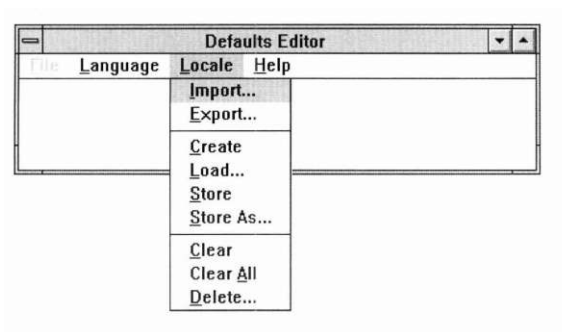 Defaults Editor
File Language Locale Help
Import...
Export...
Create
Load...
Store
Store As...
Clear
Clear All
Delete...